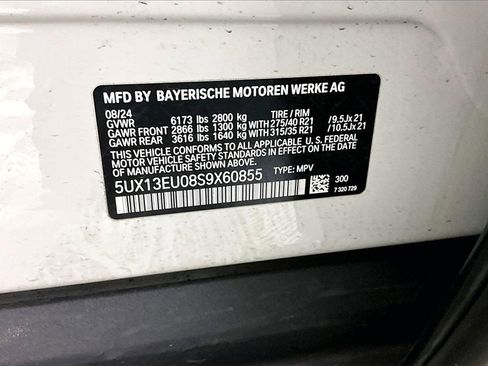 MFD BY BAYERISCHE MOTOREN WERKE AG
08/24
GVWR 6173 lbs 2800 kg TIRE / RIM
GAWR FRONT 2866 lbs 1300 kg WITH 275/40 R21 /9.5Jx21
GAWR REAR 3616 lbs 1640 kg WITH 315/35 R21 /10.5Jx21
THIS VEHICLE CONFORMS TO ALL APPLICABLE U.S. FEDERAL
MOTOR VEHICLE SAFETY STANDARDS IN EFFECT ON THE DATE
OF MANUFACTURE SHOWN ABOVE.
5UX13EU08S9X60855 TYPE: MPV
300
7 320 729